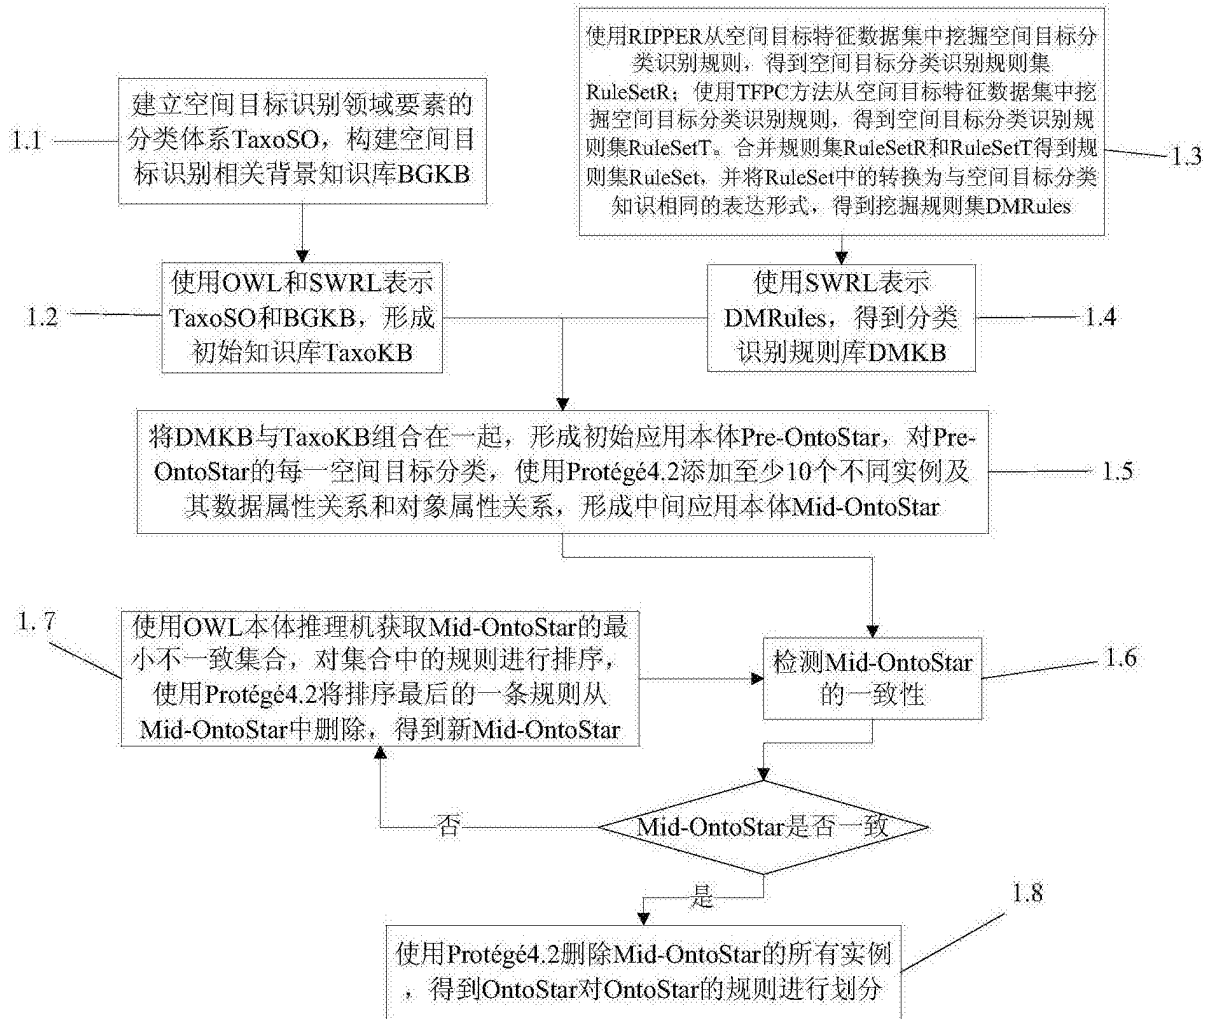 使用RIPPER从空间目标特征数据集中挖掘空间目标分
类识别规则，得到空间目标分类识别规则集
RuleSetR；使用TFPC方法从空间目标特征数据集中挖
掘空间目标分类识别规则，得到空间目标分类识别规
则集RuleSetT。合并规则集RuleSetR和RuleSetT得到规
则集RuleSet，并将RuleSet中的转换为与空间目标分类
知识相同的表达形式，得到挖掘规则集DMRules
1.3
建立空间目标识别领域要素的
分类体系TaxoSO，构建空间目
标识别相关背景知识库BGKB
1.1
使用OWL和SWRL表示
TaxoSO和BGKB，形成
初始知识库TaxoKB
1.2
使用SWRL表示
DMRules，得到分类
识别规则库DMKB
1.4
将DMKB与TaxoKB组合在一起，形成初始应用本体Pre-OntoStar，对Pre-
OntoStar的每一空间目标分类，使用Protégé4.2添加至少10个不同实例及
其数据属性关系和对象属性关系，形成中间应用本体Mid-OntoStar
1.5
1. 7
使用OWL本体推理机获取Mid-OntoStar的最
小不一致集合，对集合中的规则进行排序，
使用Protégé4.2将排序最后的一条规则从
Mid-OntoStar中删除，得到新Mid-OntoStar
检测Mid-OntoStar
的一致性
1.6
Mid-OntoStar是否一致
否
是
1.8
使用Protégé4.2删除Mid-OntoStar的所有实例
，得到OntoStar对OntoStar的规则进行划分